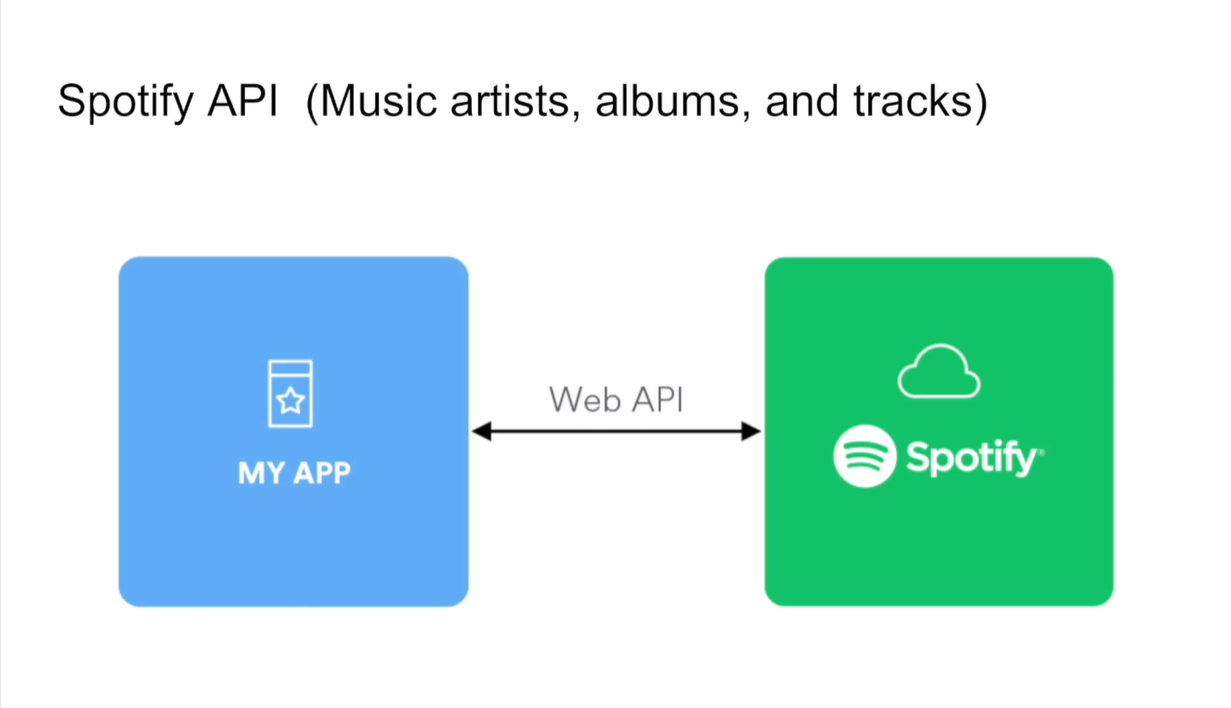 Spotify API (Music artists, albums, and tracks)
Web API
MY APP
Spotify®